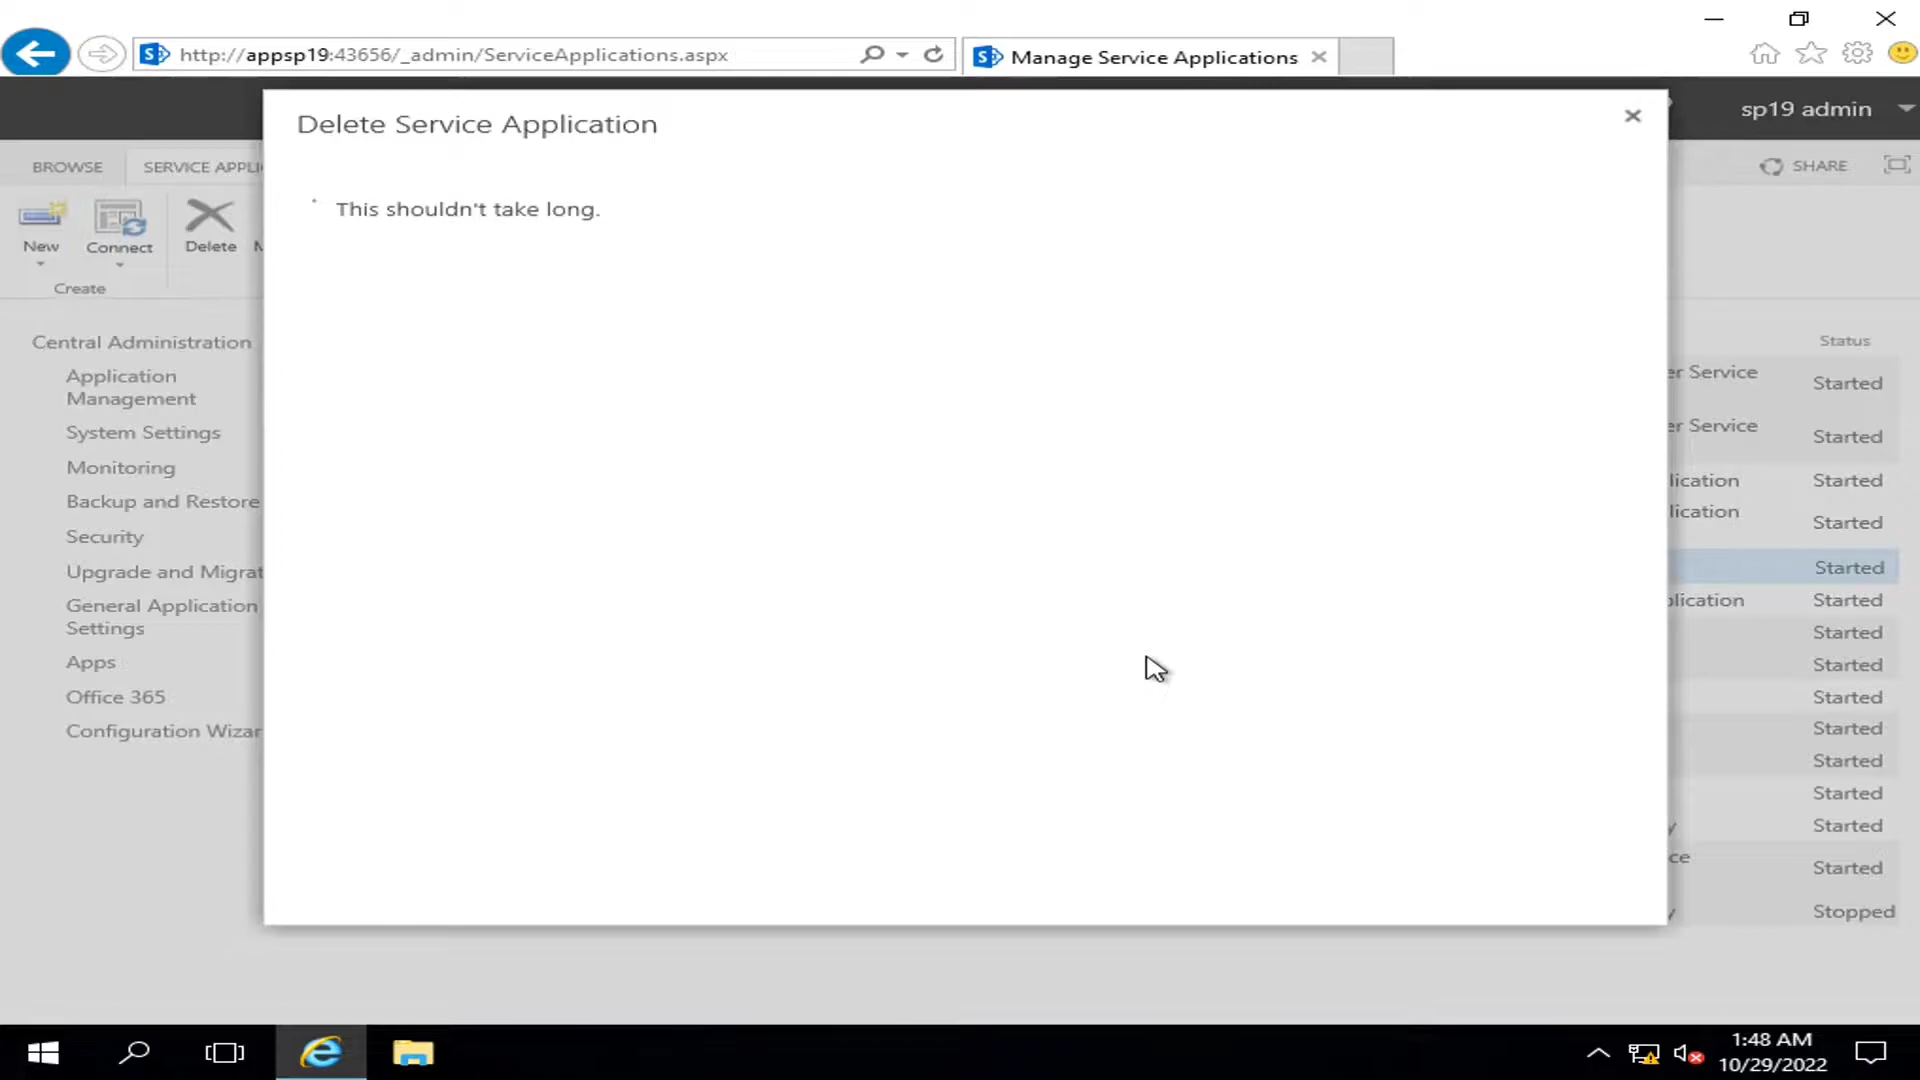 http://appsp19:43656/_admin/ServiceApplications.aspx
Manage Service Applications
sp19 admin
BROWSE
SERVICE APPLI
SHARE
New
Connect
Delete
M
Create
Delete Service Application
This shouldn't take long.
Central Administration
Application
Management
System Settings
Monitoring
Backup and Restore
Security
Upgrade and Migrat
General Application
Settings
Apps
Office 365
Configuration Wizar
Status
er Service
Started
er Service
Started
lication Started
lication
Started
Started
plication Started
Started
Started
Started
Started
Started
Started
y Started
ce
Started
y Stopped
1:48 AM
10/29/2022